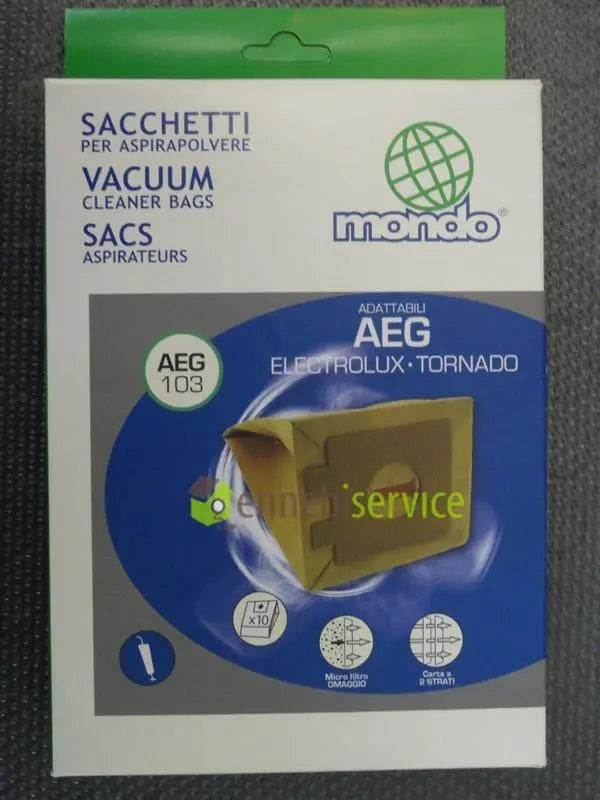 SACCHETTI
PER ASPIRAPOLVERE
VACUUM
CLEANER BAGS
SACS
ASPIRATEURS
mondo®
ADATTABILI
AEG
ELECTROLUX · TORNADO
AEG
103
service
x10
Micro filtro
OMAGGIO
Carta a
2 STRATI